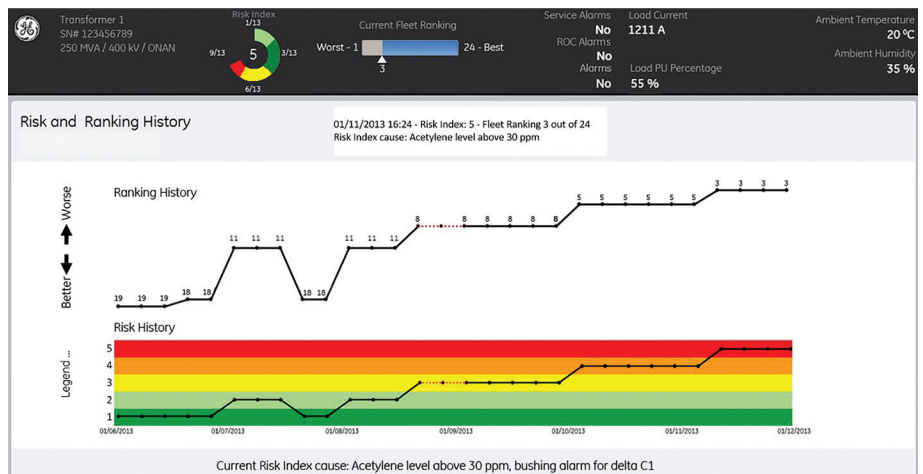 Transformer 1
SN# 123456789
250 MVA / 400 kV / ONAN
Risk Index
1/13
9/13
5
3/13
6/13
Current Fleet Ranking
Worst - 1
24 - Best
3
Service Alarms
No
ROC Alarms
No
Alarms
No
Load Current
1211 A
Load PU Percentage
55 %
Ambient Temperature
20 ºC
Ambient Humidity
35 %
Risk and Ranking History
01/11/2013 16:24 - Risk Index: 5 - Fleet Ranking 3 out of 24
Risk Index cause: Acetylene level above 30 ppm
Worse
Better
Ranking History
19 19 19 18 18 11 11 11 18 18 11 11 11 8 8 8 8 8 8 5 5 5 5 5 5 3 3 3 3
Risk History
Legend ...
5
4
3
2
1
01/06/2013 01/07/2013 01/08/2013 01/09/2013 01/10/2013 01/11/2013 01/12/2013
Current Risk Index cause: Acetylene level above 30 ppm, bushing alarm for delta C1